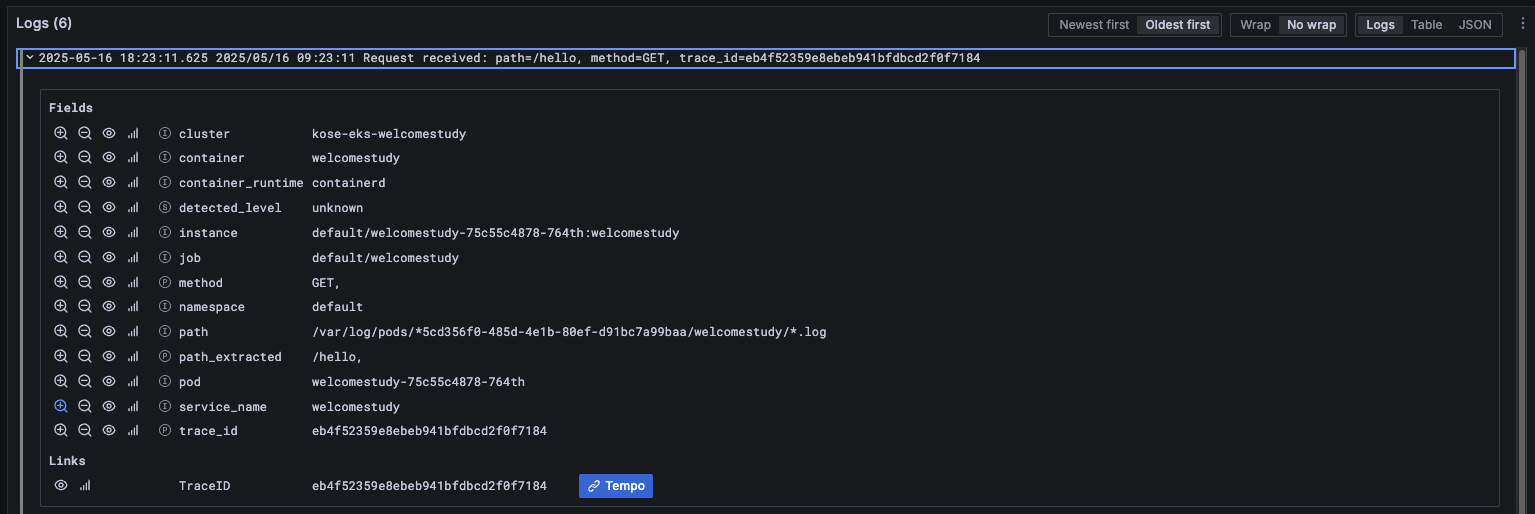 Logs (6)
Newest first Oldest first Wrap No wrap Logs Table JSON
2025-05-16 18:23:11.625 2025/05/16 09:23:11 Request received: path=/hello, method=GET, trace_id=eb4f52359e8ebeb941bfdbcd2f0f7184
Fields
I cluster kose-eks-welcomestudy
I container welcomestudy
I container_runtime containerd
S detected_level unknown
I instance default/welcomestudy-75c55c4878-764th:welcomestudy
I job default/welcomestudy
P method GET,
I namespace default
I path /var/log/pods/*5cd356f0-485d-4e1b-80ef-d91bc7a99baa/welcomestudy/*.log
P path_extracted /hello,
I pod welcomestudy-75c55c4878-764th
I service_name welcomestudy
P trace_id eb4f52359e8ebeb941bfdbcd2f0f7184
Links
TraceID eb4f52359e8ebeb941bfdbcd2f0f7184 Tempo